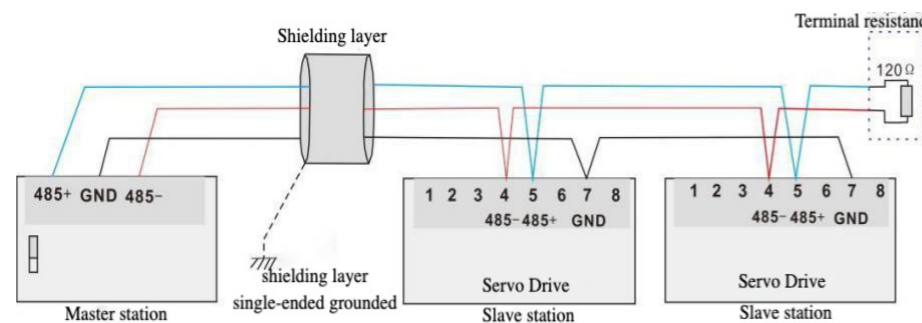 Terminal resistanc
Shielding layer
120 Ω
485+ GND 485−
1 2 3 4 5 6 7 8
485− 485+ GND
1 2 3 4 5 6 7 8
485− 485+ GND
shielding layer
single-ended grounded
Servo Drive
Servo Drive
Master station
Slave station
Slave station